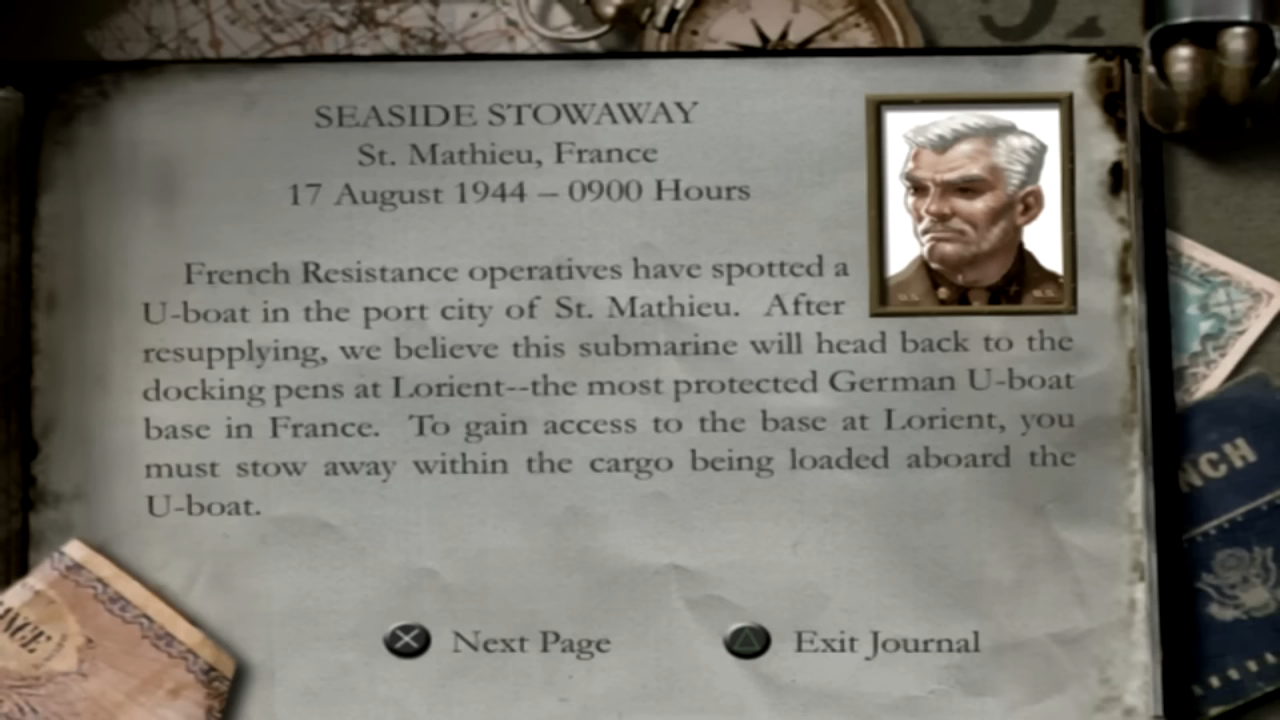 SEASIDE STOWAWAY
St. Mathieu, France
17 August 1944 – 0900 Hours
French Resistance operatives have spotted a
U-boat in the port city of St. Mathieu. After
resupplying, we believe this submarine will head back to the
docking pens at Lorient--the most protected German U-boat
base in France. To gain access to the base at Lorient, you
must stow away within the cargo being loaded aboard the
U-boat.
Next Page
Exit Journal